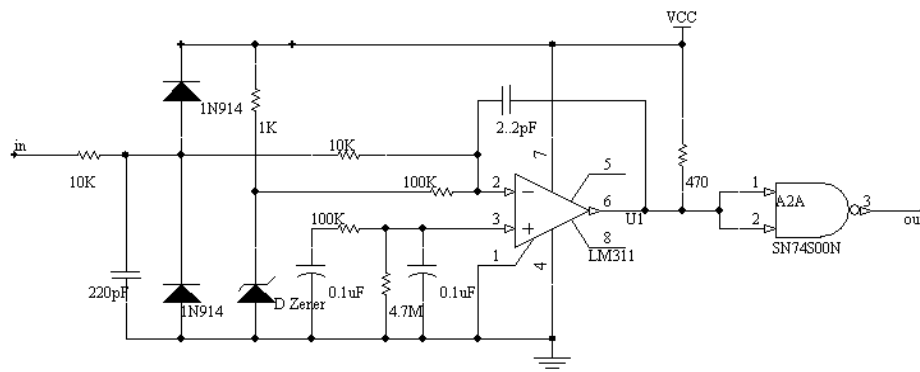 VCC
1N914
1K
2..2pF
in
10K
10K
7
5
470
100K
2
6
1
3
A2A
100K
3
U1
2
ou
8
SN74S00N
1
LM311
4
220pF
1N914
D Zener
0.1uF
4.7M
0.1uF